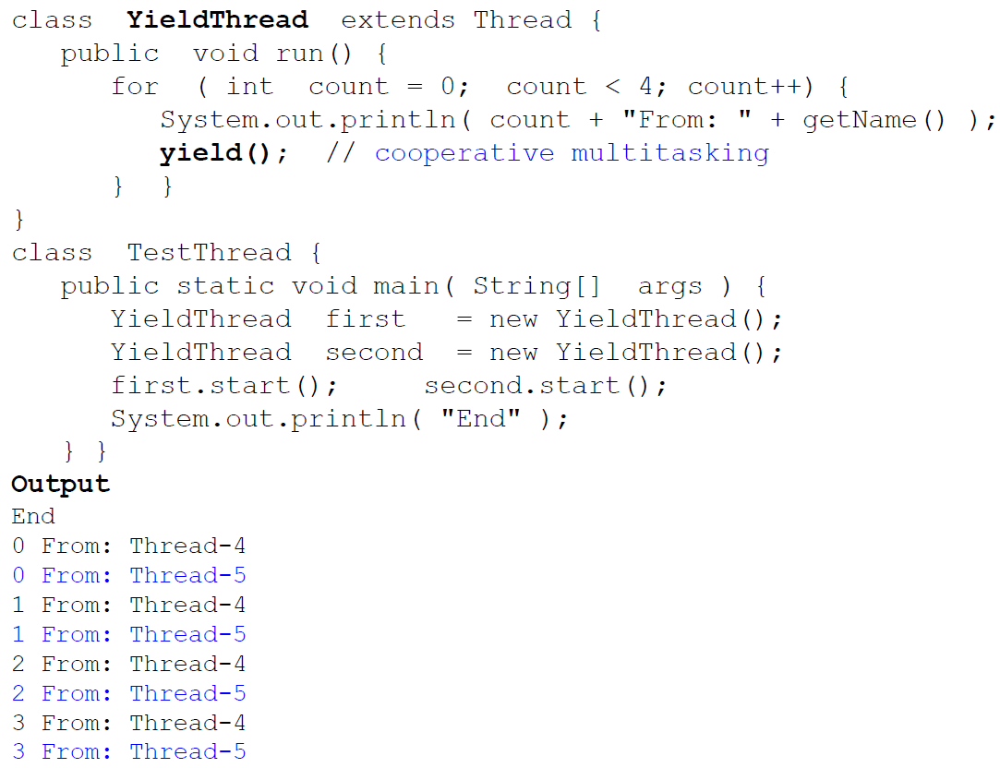 class  YieldThread  extends Thread {
   public  void run() {
      for  ( int  count = 0;  count < 4; count++) {
         System.out.println( count + "From: " + getName() );
         yield();  // cooperative multitasking
      }  }
}
class  TestThread {
   public static void main( String[]  args ) {
      YieldThread  first   = new YieldThread();
      YieldThread  second  = new YieldThread();
      first.start();     second.start();
      System.out.println( "End" );
   } }
Output
End
0 From: Thread-4
0 From: Thread-5
1 From: Thread-4
1 From: Thread-5
2 From: Thread-4
2 From: Thread-5
3 From: Thread-4
3 From: Thread-5